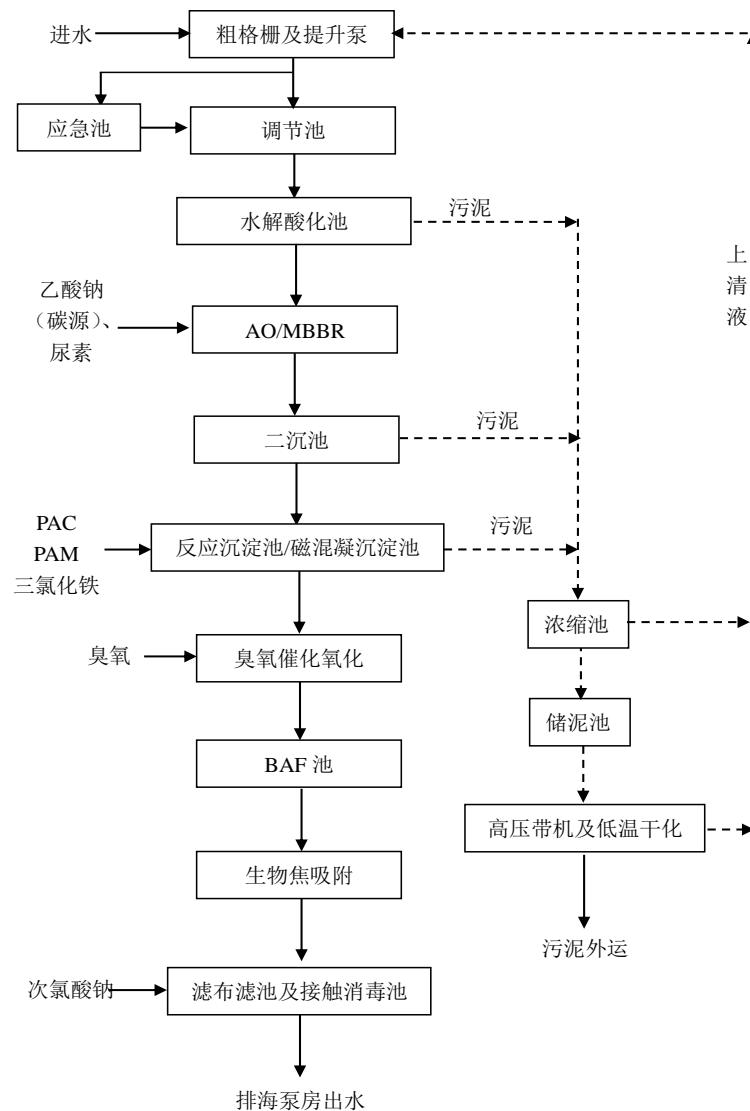 进水
粗格栅及提升泵
应急池
调节池
水解酸化池
污泥
上
清
液
乙酸钠
（碳源）、
尿素
AO/MBBR
二沉池
污泥
PAC
PAM
三氯化铁
反应沉淀池/磁混凝沉淀池
污泥
浓缩池
臭氧
臭氧催化氧化
储泥池
BAF 池
高压带机及低温干化
生物焦吸附
污泥外运
次氯酸钠
滤布滤池及接触消毒池
排海泵房出水